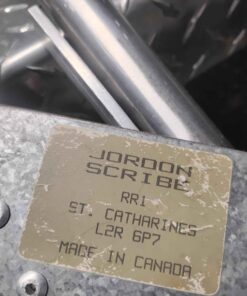 JORDON
SCRIBE
RR1
ST. CATHARINES
L2R 6P7
MADE IN CANADA